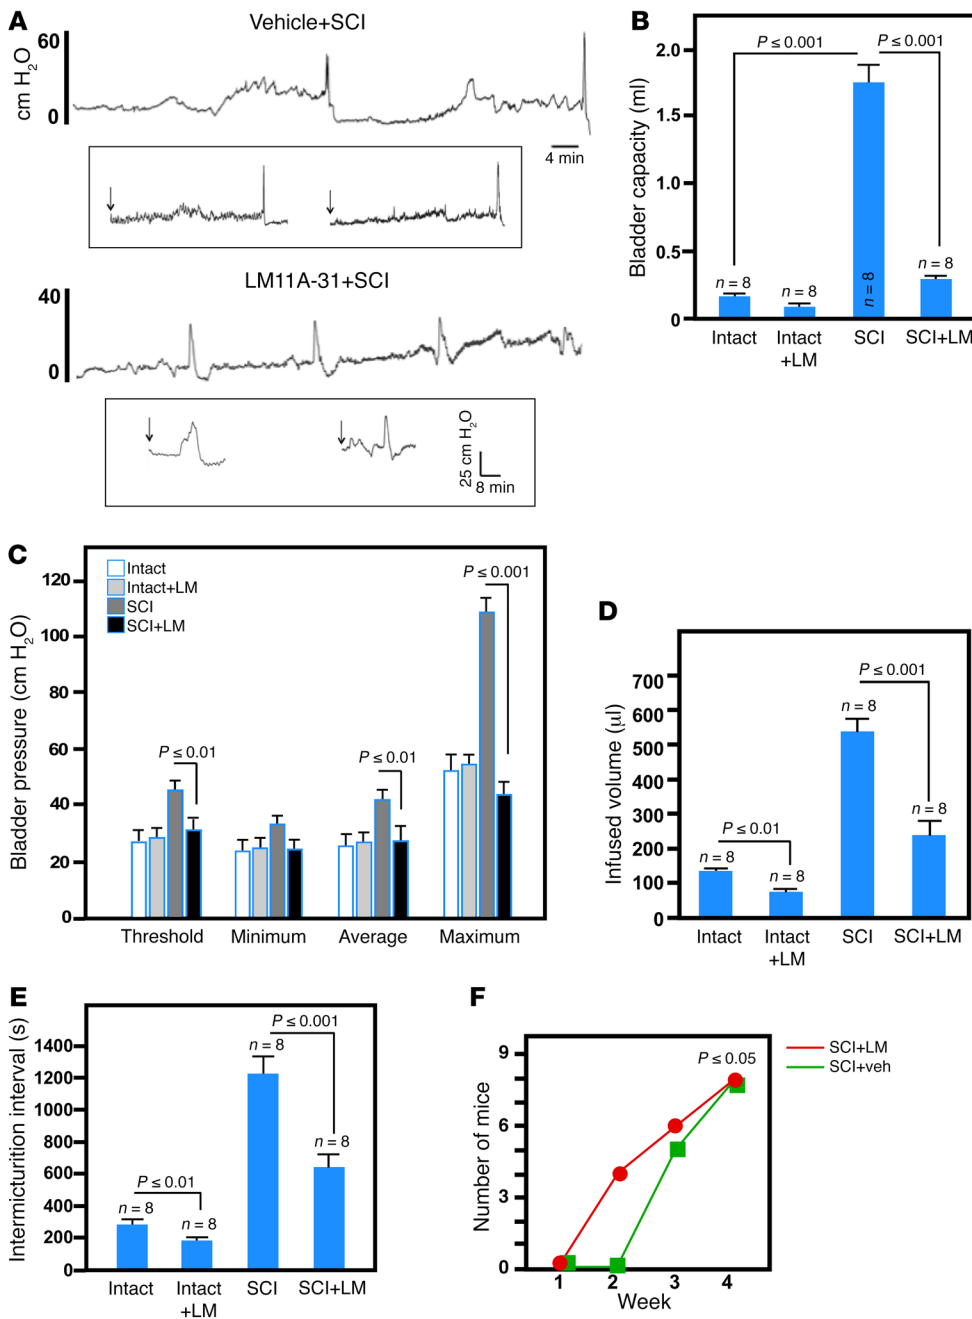 A
Vehicle+SCI
60
cm H2O
0
4 min
LM11A-31+SCI
40
0
25 cm H2O
8 min
B
P ≤ 0.001
P ≤ 0.001
2.0
1.5
1.0
0.5
0
Bladder capacity (ml)
n = 8
n = 8
n = 8
n = 8
Intact
Intact
+LM
SCI
SCI+LM
C
Intact
Intact+LM
SCI
SCI+LM
120
100
80
60
40
20
0
Bladder pressure (cm H2O)
P ≤ 0.01
P ≤ 0.01
P ≤ 0.001
Threshold
Minimum
Average
Maximum
D
700
600
500
400
300
200
100
0
Infused volume (µl)
P ≤ 0.001
n = 8
P ≤ 0.01
n = 8
n = 8
n = 8
Intact
Intact
+LM
SCI
SCI+LM
E
1400
1200
1000
800
600
400
200
0
Intermicturition interval (s)
P ≤ 0.001
n = 8
n = 8
P ≤ 0.01
n = 8
n = 8
Intact
Intact
+LM
SCI
SCI+LM
F
9
6
3
0
Number of mice
P ≤ 0.05
SCI+LM
SCI+veh
1
2
3
4
Week